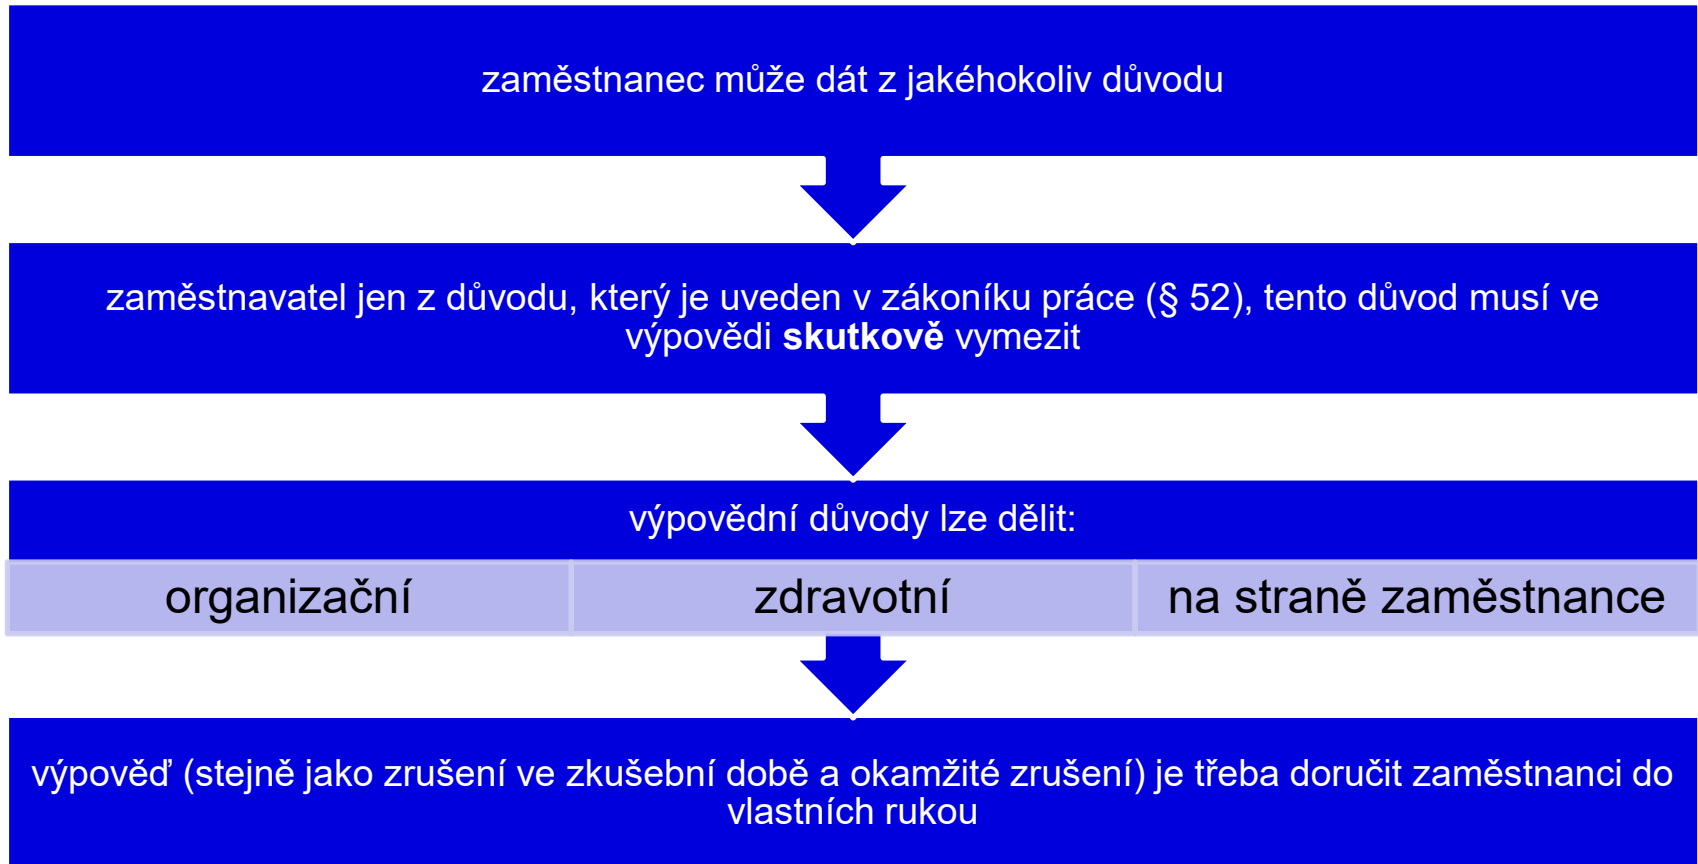 zaměstnanec může dát z jakéhokoliv důvodu
zaměstnavatel jen z důvodu, který je uveden v zákoníku práce (§ 52), tento důvod musí ve
výpovědi skutkově vymezit
výpovědní důvody lze dělit:
organizační
zdravotní
na straně zaměstnance
výpověď (stejně jako zrušení ve zkušební době a okamžité zrušení) je třeba doručit zaměstnanci do
vlastních rukou